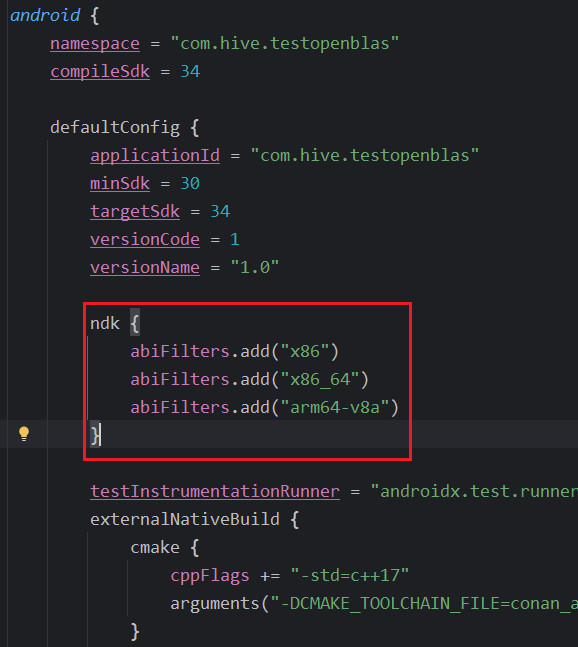 android {
namespace = "com.hive.testopenblas"
compileSdk = 34
defaultConfig {
applicationId = "com.hive.testopenblas"
minSdk = 30
targetSdk = 34
versionCode = 1
versionName = "1.0"
ndk {
abiFilters.add("x86")
abiFilters.add("x86_64")
abiFilters.add("arm64-v8a")
}
testInstrumentationRunner = "androidx.test.runner
externalNativeBuild {
cmake {
cppFlags += "-std=c++17"
arguments("-DCMAKE_TOOLCHAIN_FILE=conan_a
}